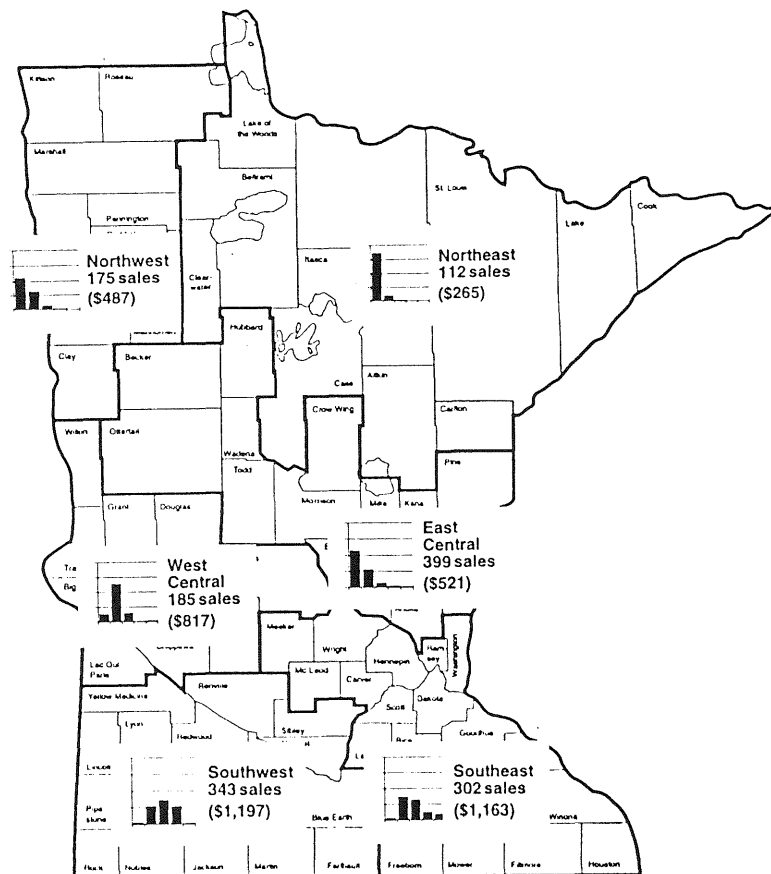 Kittson
Roseau
Lake of
the Woods
Marshall
Beltrami
St. Louis
Cook
Lake
Pennington
Northwest
175 sales
($487)
Clear-
water
Itasca
Northeast
112 sales
($265)
Hubbard
Clay
Becker
Cass
Aitkin
Crow Wing
Carlton
Wilkin
Ottertail
Wadena
Todd
Pine
Morrison
Mille
Kana
Grant
Douglas
East
Central
399 sales
($521)
Tra
Big
West
Central
185 sales
($817)
Meeker
Wright
Hennepin
Ram
sey
Washington
Lac Qui
Parle
Mc Leod
Carver
Renville
Yellow Medicine
Scott
Dakota
Lyon
Redwood
Sibley
Rice
Goodhue
Lincoln
Southwest
343 sales
($1,197)
Southeast
302 sales
($1,163)
Pipe
stone
Blue Earth
Winona
Rock
Nobles
Jackson
Martin
Faribault
Freeborn
Mower
Fillmore
Houston